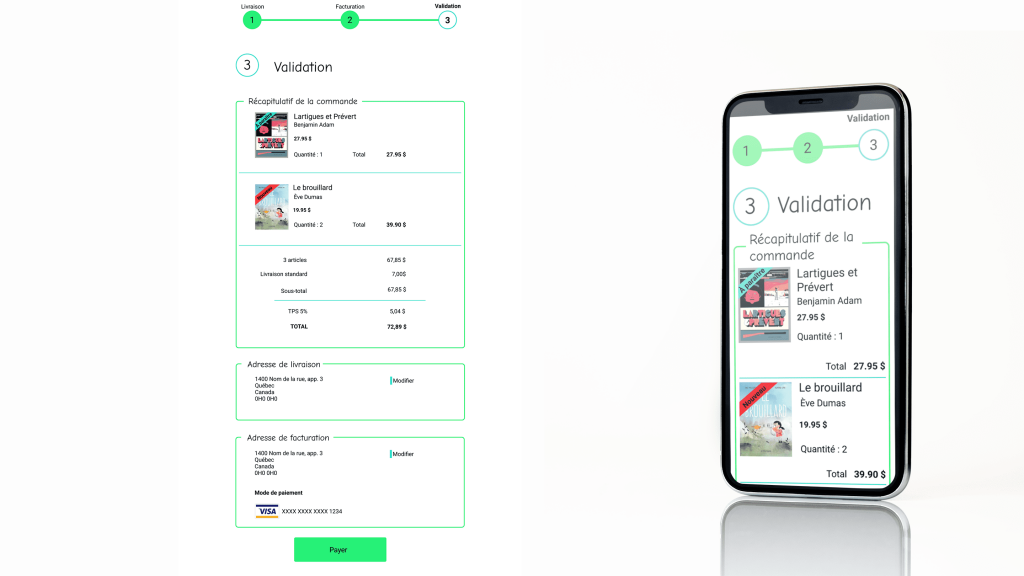 Livraison
Facturation
Validation
1
2
3
3 Validation
Récapitulatif de la commande
Lartigues et Prévert
Benjamin Adam
27.95 $
Quantité : 1 Total 27.95 $
Nouveau
Le brouillard
Ève Dumas
19.95 $
Quantité : 2 Total 39.90 $
3 articles 67,85 $
Livraison standard 7,00$
Sous-total 67,85 $
TPS 5% 5,04 $
TOTAL 72,89 $
Adresse de livraison
1400 Nom de la rue, app. 3
Québec
Canada
0H0 0H0
Modifier
Adresse de facturation
1400 Nom de la rue, app. 3
Québec
Canada
0H0 0H0
Modifier
Mode de paiement
VISA XXXX XXXX XXXX 1234
Payer
Validation
1
2
3
3 Validation
Récapitulatif de la
commande
À paraître
LARTIGUES
PRÉVERT
Lartigues et
Prévert
Benjamin Adam
27.95 $
Quantité : 1
Total 27.95 $
Nouveau
LE
BROUILLARD
Le brouillard
Ève Dumas
19.95 $
Quantité : 2
Total 39.90 $